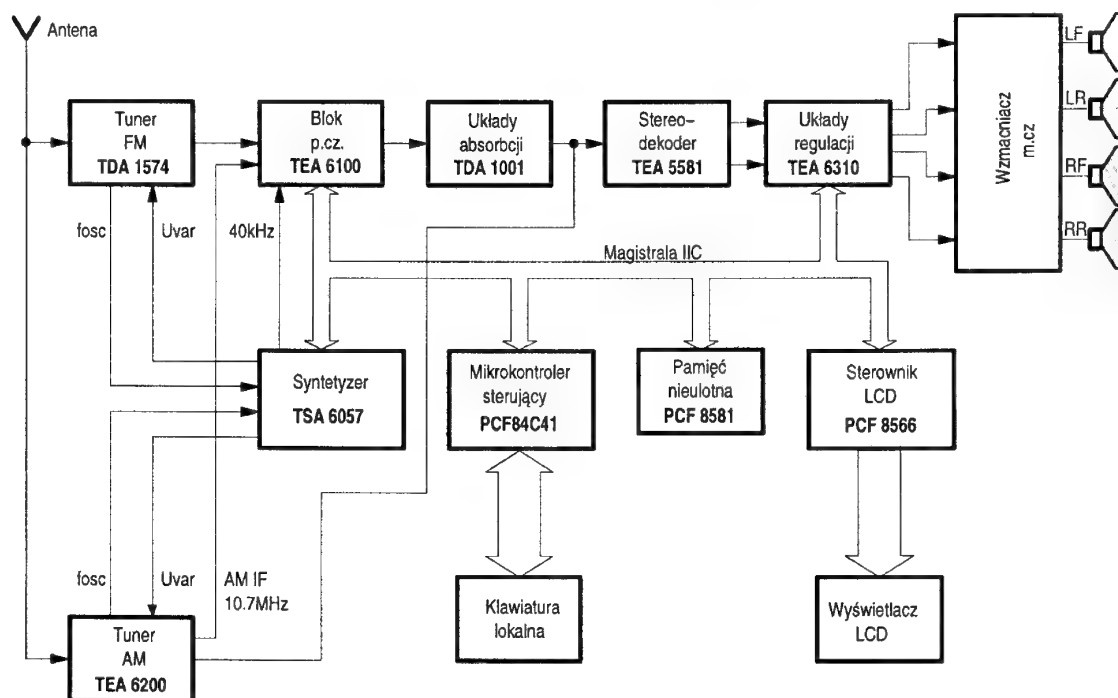 Antena
Tuner
FM
TDA 1574
Blok
p.cz.
TEA 6100
Układy
absorbcji
TDA 1001
Stereo-
dekoder
TEA 5581
Układy
regulacji
TEA 6310
Wzmacniacz
m.cz
LF
LR
RF
RR
fosc
Uvar
40kHz
Magistrala IIC
Syntetyzer
TSA 6057
Mikrokontroler
sterujący
PCF84C41
Pamięć
nieulotna
PCF 8581
Sterownik
LCD
PCF 8566
fosc
Uvar
AM IF
10.7MHz
Tuner
AM
TEA 6200
Klawiatura
lokalna
Wyświetlacz
LCD